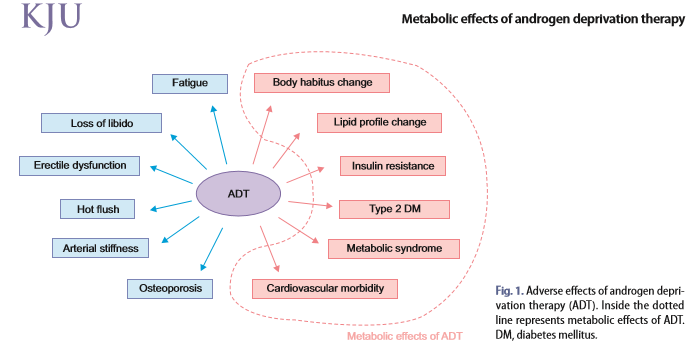 KJU
Metabolic effects of androgen deprivation therapy
Fatigue
Body habitus change
Loss of libido
Lipid profile change
Erectile dysfunction
Insulin resistance
ADT
Hot flush
Type 2 DM
Arterial stiffness
Metabolic syndrome
Osteoporosis
Cardiovascular morbidity
Metabolic effects of ADT
Fig. 1. Adverse effects of androgen depri-
vation therapy (ADT). Inside the dotted
line represents metabolic effects of ADT.
DM, diabetes mellitus.